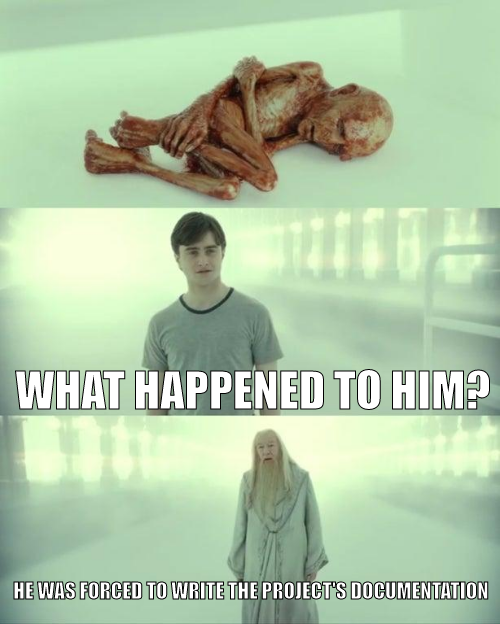 WHAT HAPPENED TO HIM?
HE WAS FORCED TO WRITE THE PROJECT'S DOCUMENTATION